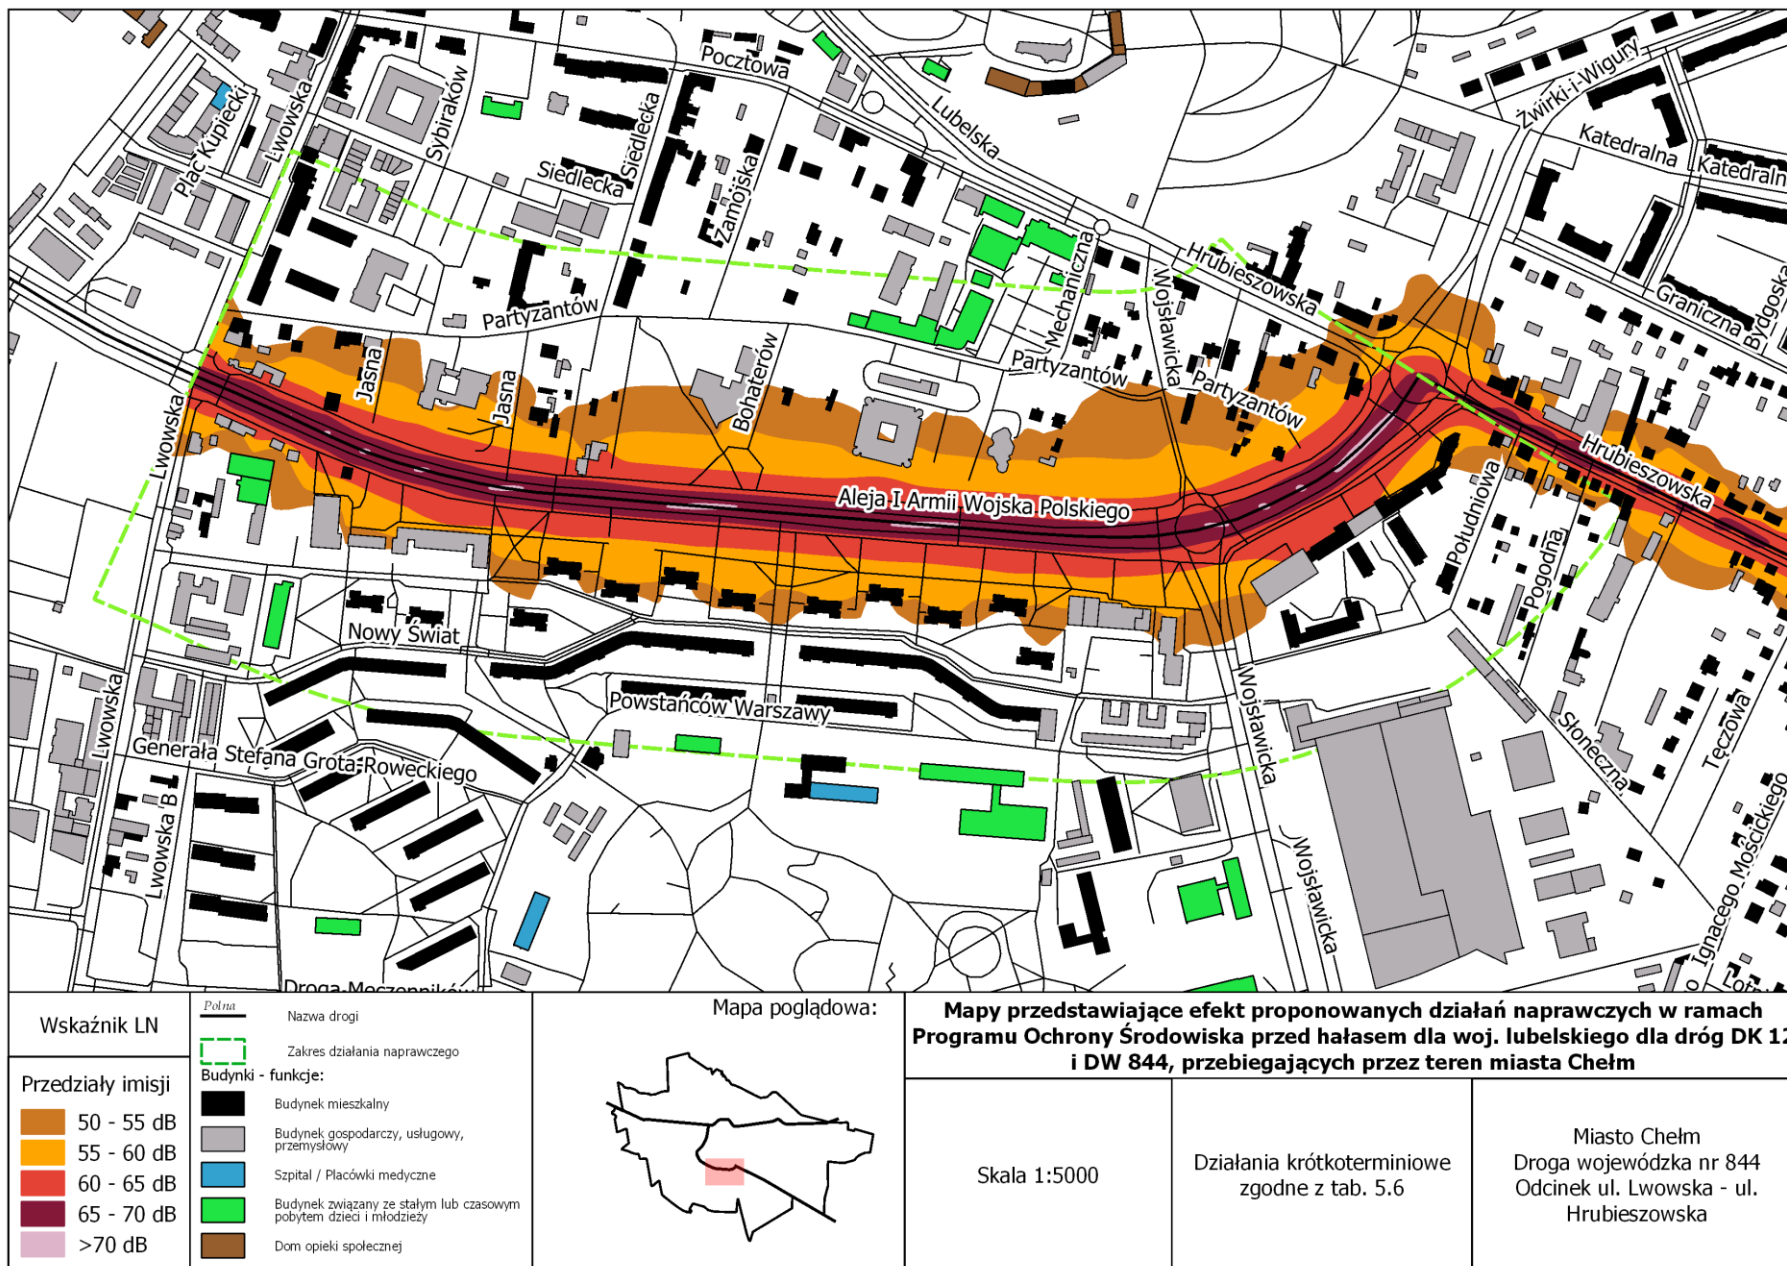 Pocztowa
Lwowska
Plac Kupiecki
Sybiraków
Siedlecka
Siedlecka
Zamojska
Lubelska
Żwirki-i-Wigury
Katedralna
Katedraln
Mechaniczna
Wojsławicka
Hrubieszowska
Graniczna
Bydgoska
Partyzantów
Jasna
Jasna
Bohaterów
Partyzantów
Partyzantów
Lwowska
Aleja I Armii Wojska Polskiego
Hrubieszowska
Południowa
Pogodna
Nowy Świat
Powstańców Warszawy
Wojsławicka
Słoneczna
Tęczowa
Lwowska
Generała Stefana Grota-Roweckiego
Lwowska B
Wojsławicka
Ignacego Mościckiego
Droga Męczenników
Lotn
Wskaźnik LN
Przedziały imisji
50 - 55 dB
55 - 60 dB
60 - 65 dB
65 - 70 dB
>70 dB
Polna
Nazwa drogi
Zakres działania naprawczego
Budynki - funkcje:
Budynek mieszkalny
Budynek gospodarczy, usługowy,
przemysłowy
Szpital / Placówki medyczne
Budynek związany ze stałym lub czasowym
pobytem dzieci i młodzieży
Dom opieki społecznej
Mapa poglądowa:
Mapy przedstawiające efekt proponowanych działań naprawczych w ramach
Programu Ochrony Środowiska przed hałasem dla woj. lubelskiego dla dróg DK 12
i DW 844, przebiegających przez teren miasta Chełm
Skala 1:5000
Działania krótkoterminiowe
zgodne z tab. 5.6
Miasto Chełm
Droga wojewódzka nr 844
Odcinek ul. Lwowska - ul.
Hrubieszowska